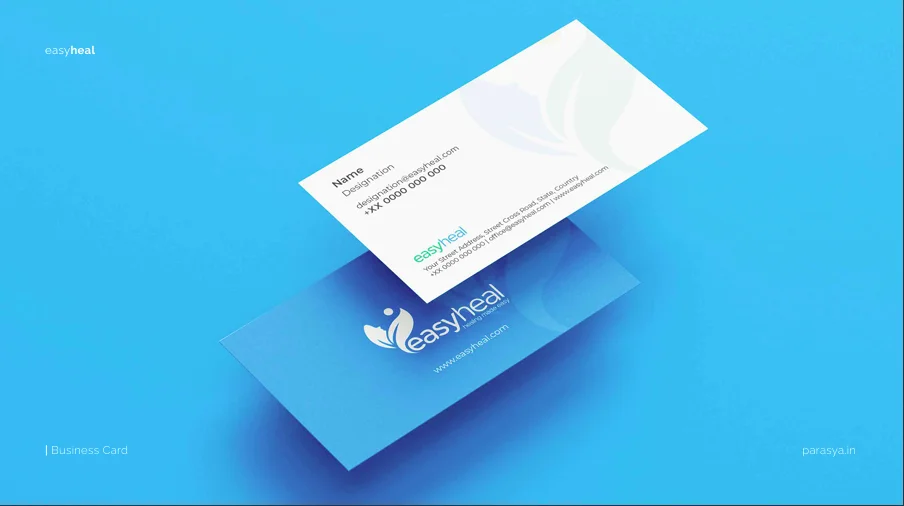 easyheal
Name
Designation
designation@easyheal.com
+XX 0000 000 000
easyheal
Your Street Address, Street Cross Road, State, Country
+XX 0000 000 000 | office@easyheal.com | www.easyheal.com
easyheal
healing made easy
www.easyheal.com
| Business Card
parasya.in